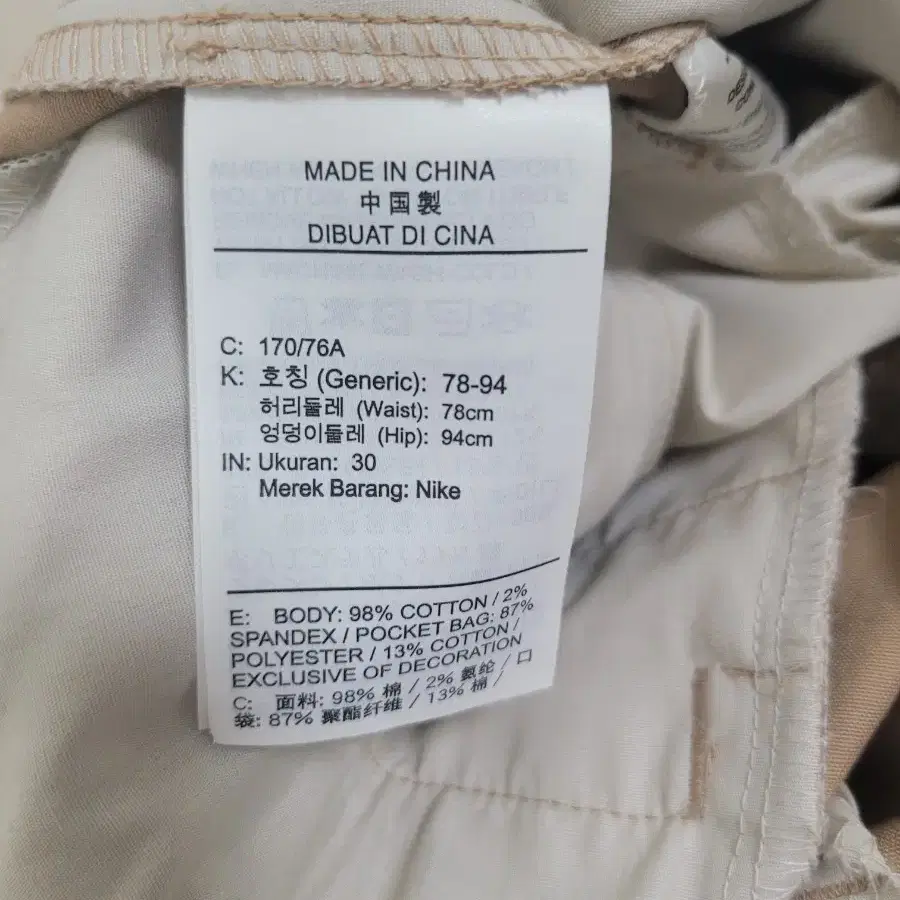 MADE IN CHINA
中国製
DIBUAT DI CINA
C: 170/76A
K: 호칭 (Generic): 78-94
허리둘레 (Waist): 78cm
엉덩이둘레 (Hip): 94cm
IN: Ukuran: 30
Merek Barang: Nike
E: BODY: 98% COTTON / 2%
SPANDEX / POCKET BAG: 87%
POLYESTER / 13% COTTON /
EXCLUSIVE OF DECORATION
C: 面料: 98% 棉 / 2% 氨纶 / 口
袋: 87% 聚酯纤维 / 13% 棉 /